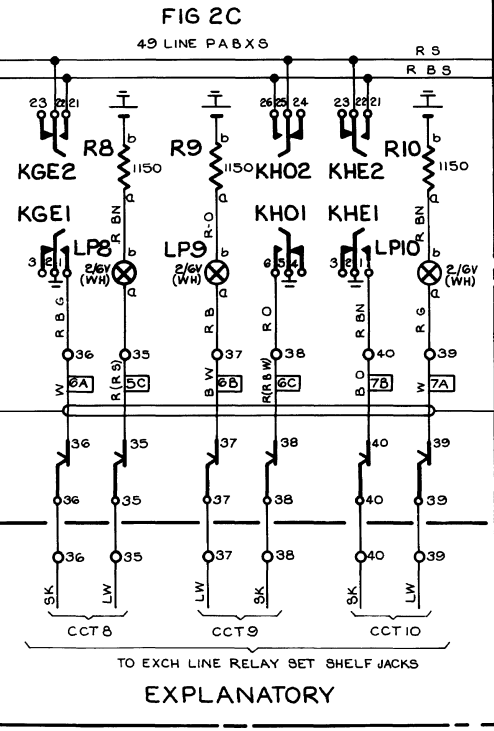 FIG 2C
49 LINE PABXS
R S
R BS
23 22 21
26 25 24
23 22 21
b b b
R8 R9 R10
1150 1150 1150
KGE2 KHO2 KHE2
a a a
KGE1 KHO1 KHE1
R BN R-O R BN
LP8 LP9 LP10
b b b
3 2 1 6 5 4 3 2 1
2/6V 2/6V 2/6V
(WH) (WH) (WH)
a a a
R B G R B R O R BN R G
36 35 37 38 40 39
W 6A R(RS) 5C B W 6B R(RBW) 6C B O 7B W 7A
36 35 37 38 40 39
36 35 37 38 40 39
36 35 37 38 40 39
SK LW LW SK SK LW
CCT 8 CCT 9 CCT 10
TO EXCH LINE RELAY SET SHELF JACKS
EXPLANATORY